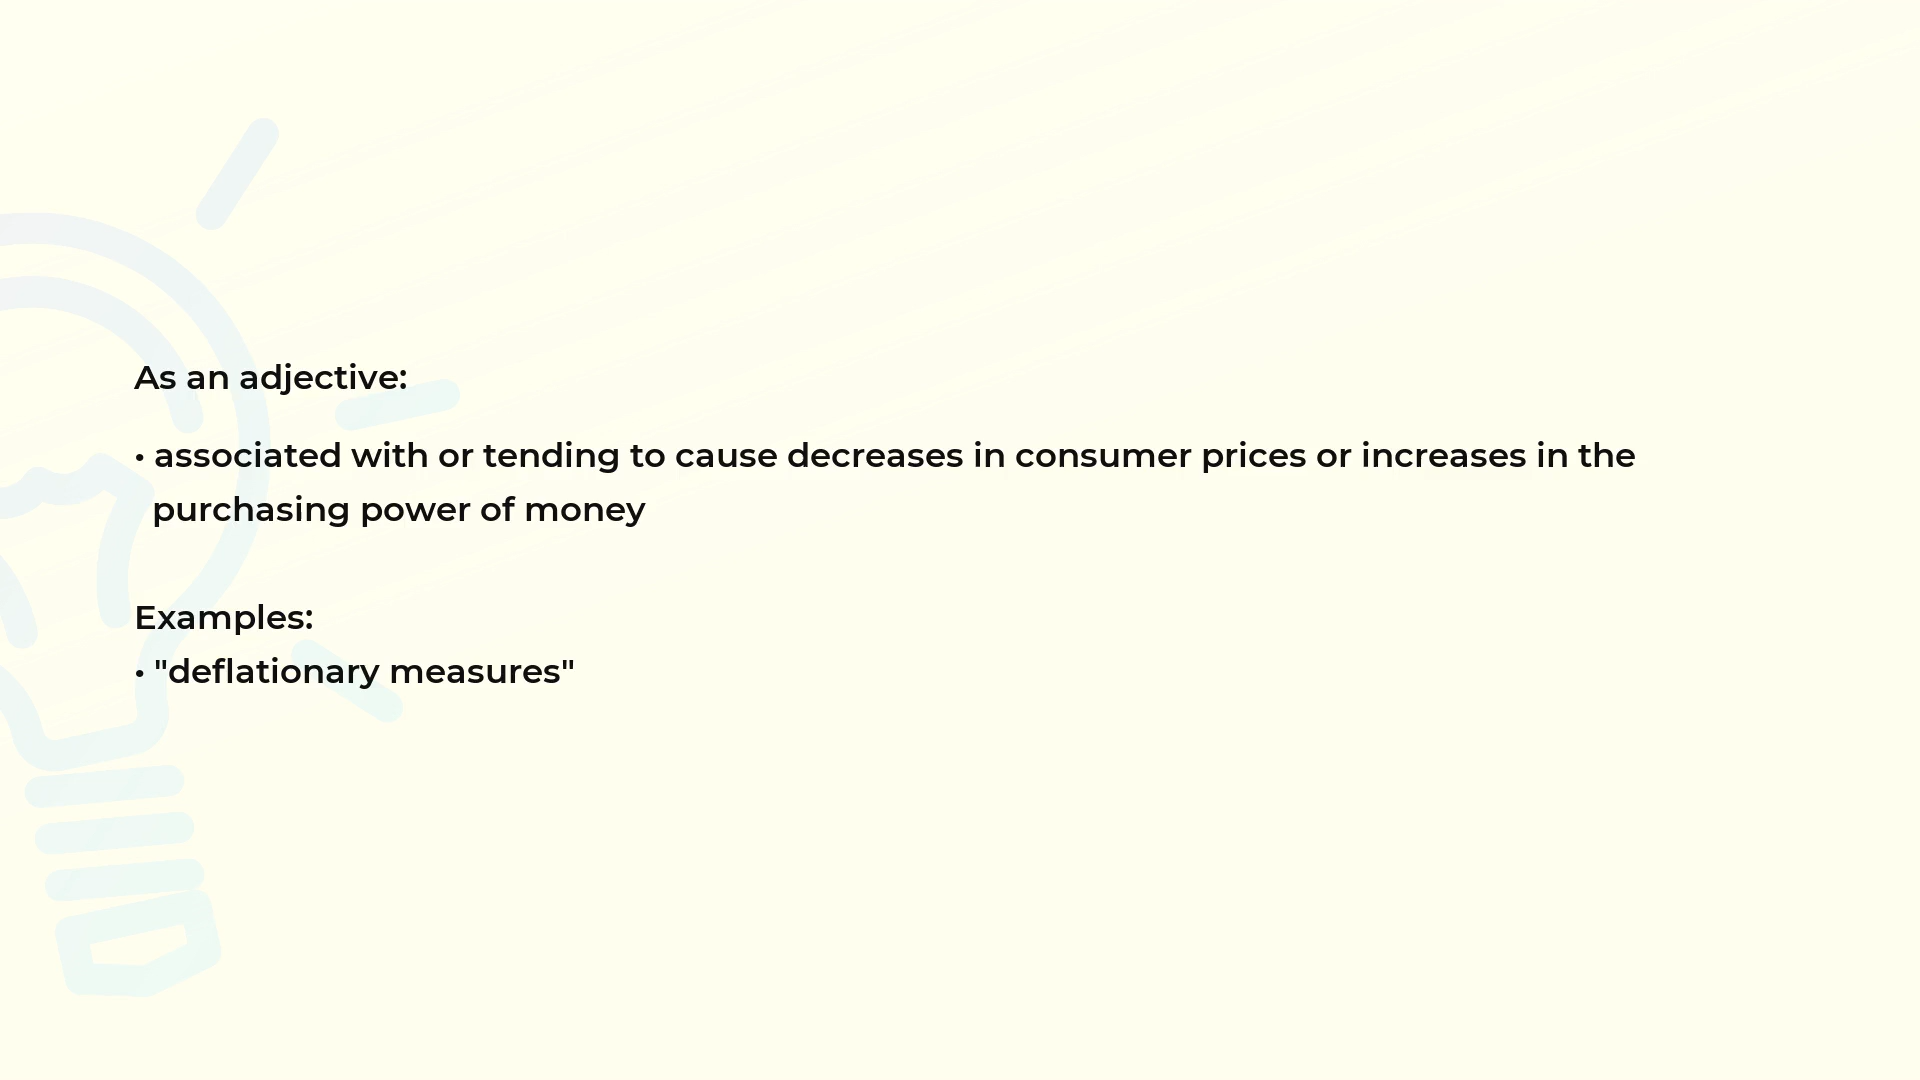 As an adjective:
• associated with or tending to cause decreases in consumer prices or increases in the
purchasing power of money
Examples:
• "deflationary measures"